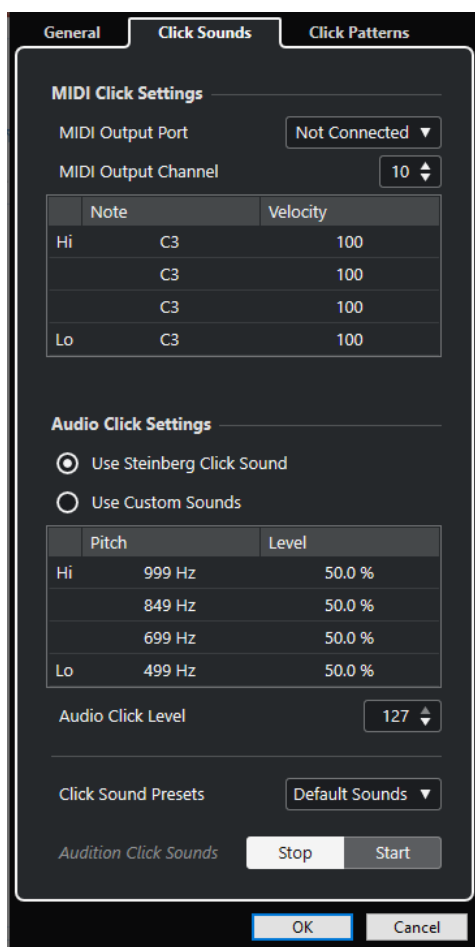 General Click Sounds Click Patterns
MIDI Click Settings
MIDI Output Port Not Connected
MIDI Output Channel 10
Note Velocity
Hi C3 100
C3 100
C3 100
Lo C3 100
Audio Click Settings
Use Steinberg Click Sound
Use Custom Sounds
Pitch Level
Hi 999 Hz 50.0 %
849 Hz 50.0 %
699 Hz 50.0 %
Lo 499 Hz 50.0 %
Audio Click Level 127
Click Sound Presets Default Sounds
Audition Click Sounds Stop Start
OK Cancel